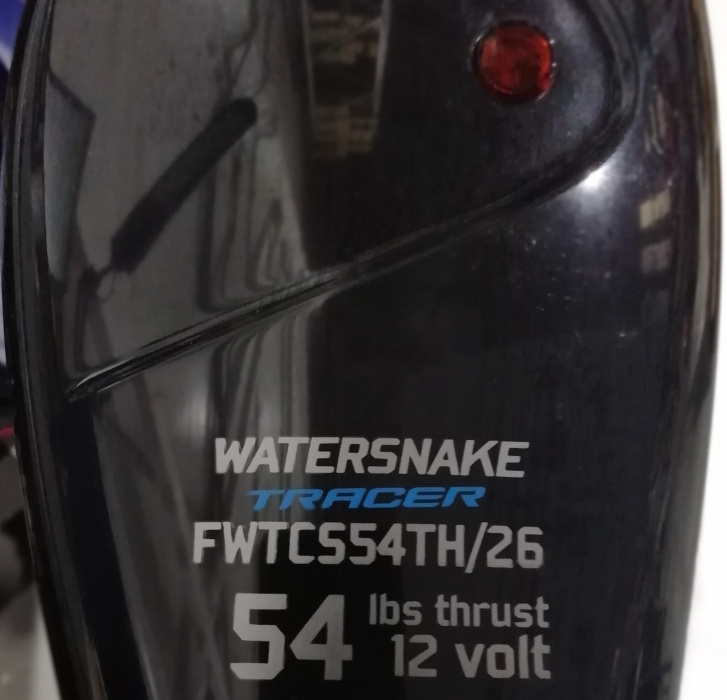 WATERSNAKE
TRACER
FWTCS54TH/26
54 lbs thrust
12 volt